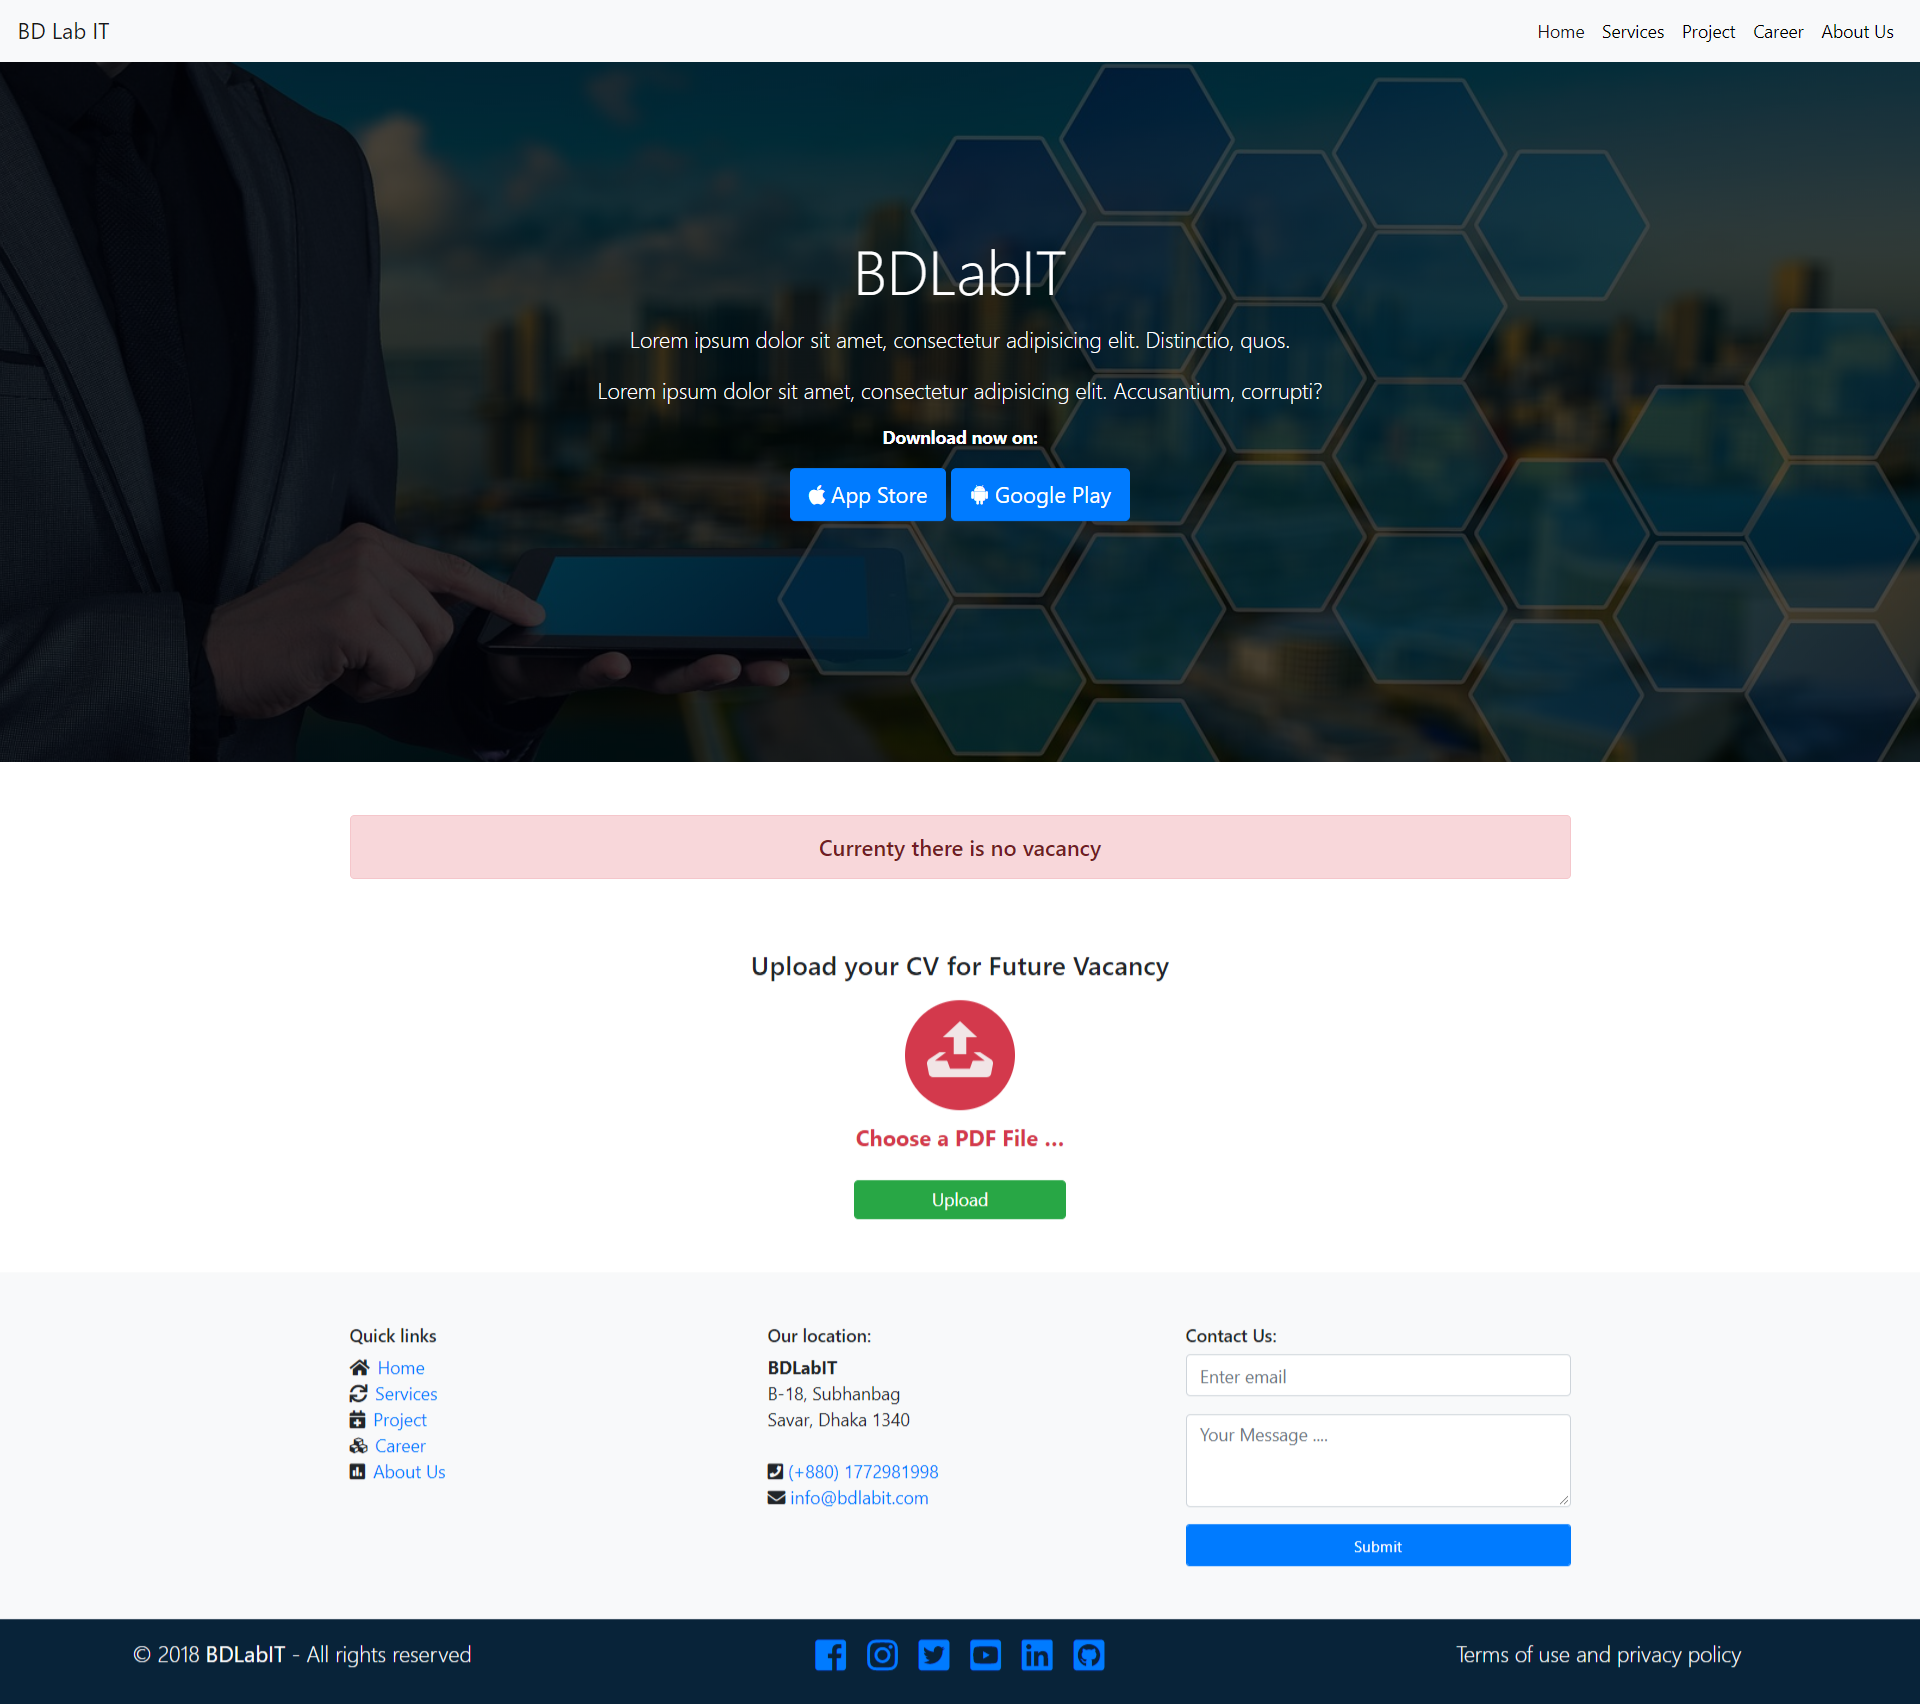 BD Lab IT
Home Services Project Career About Us
BDLabIT
Lorem ipsum dolor sit amet, consectetur adipisicing elit. Distinctio, quos.
Lorem ipsum dolor sit amet, consectetur adipisicing elit. Accusantium, corrupti?
Download now on:
App Store Google Play
Currenty there is no vacancy
Upload your CV for Future Vacancy
Choose a PDF File ...
Upload
Quick links
Home
Services
Project
Career
About Us
Our location:
BDLabIT
B-18, Subhanbag
Savar, Dhaka 1340
(+880) 1772981998
info@bdlabit.com
Contact Us:
Enter email
Your Message ....
Submit
© 2018 BDLabIT - All rights reserved
Terms of use and privacy policy